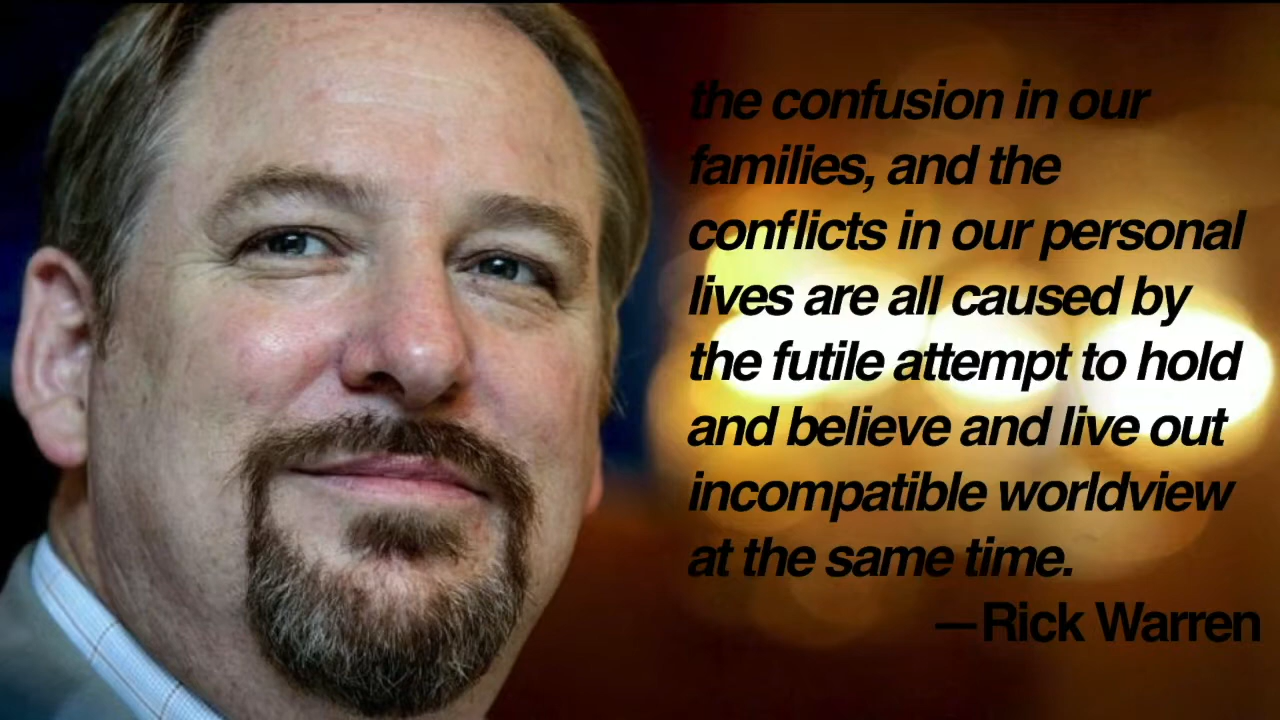 the confusion in our
families, and the
conflicts in our personal
lives are all caused by
the futile attempt to hold
and believe and live out
incompatible worldview
at the same time.
—Rick Warren